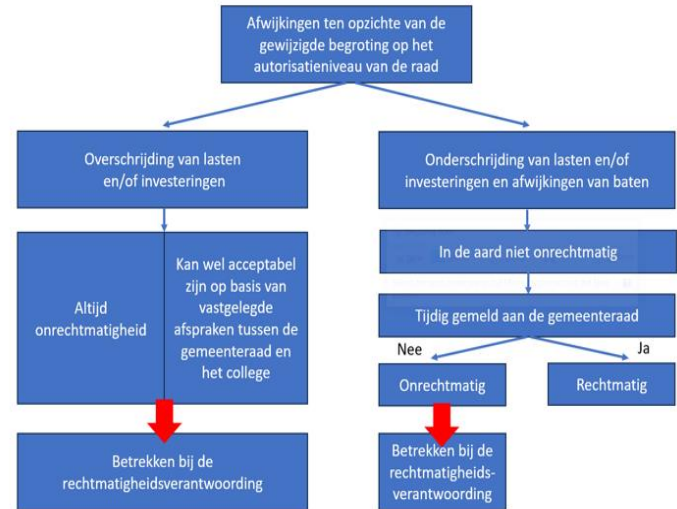 Afwijkingen ten opzichte van de
gewijzigde begroting op het
autorisatieniveau van de raad
Overschrijding van lasten
en/of investeringen
Onderschrijding van lasten en/of
investeringen en afwijkingen van baten
Altijd
onrechtmatigheid
Kan wel acceptabel
zijn op basis van
vastgelegde
afspraken tussen de
gemeenteraad en
het college
In de aard niet onrechtmatig
Tijdig gemeld aan de gemeenteraad
Nee
Ja
Onrechtmatig
Rechtmatig
Betrekken bij de
rechtmatigheidsverantwoording
Betrekken bij de
rechtmatigheids-
verantwoording